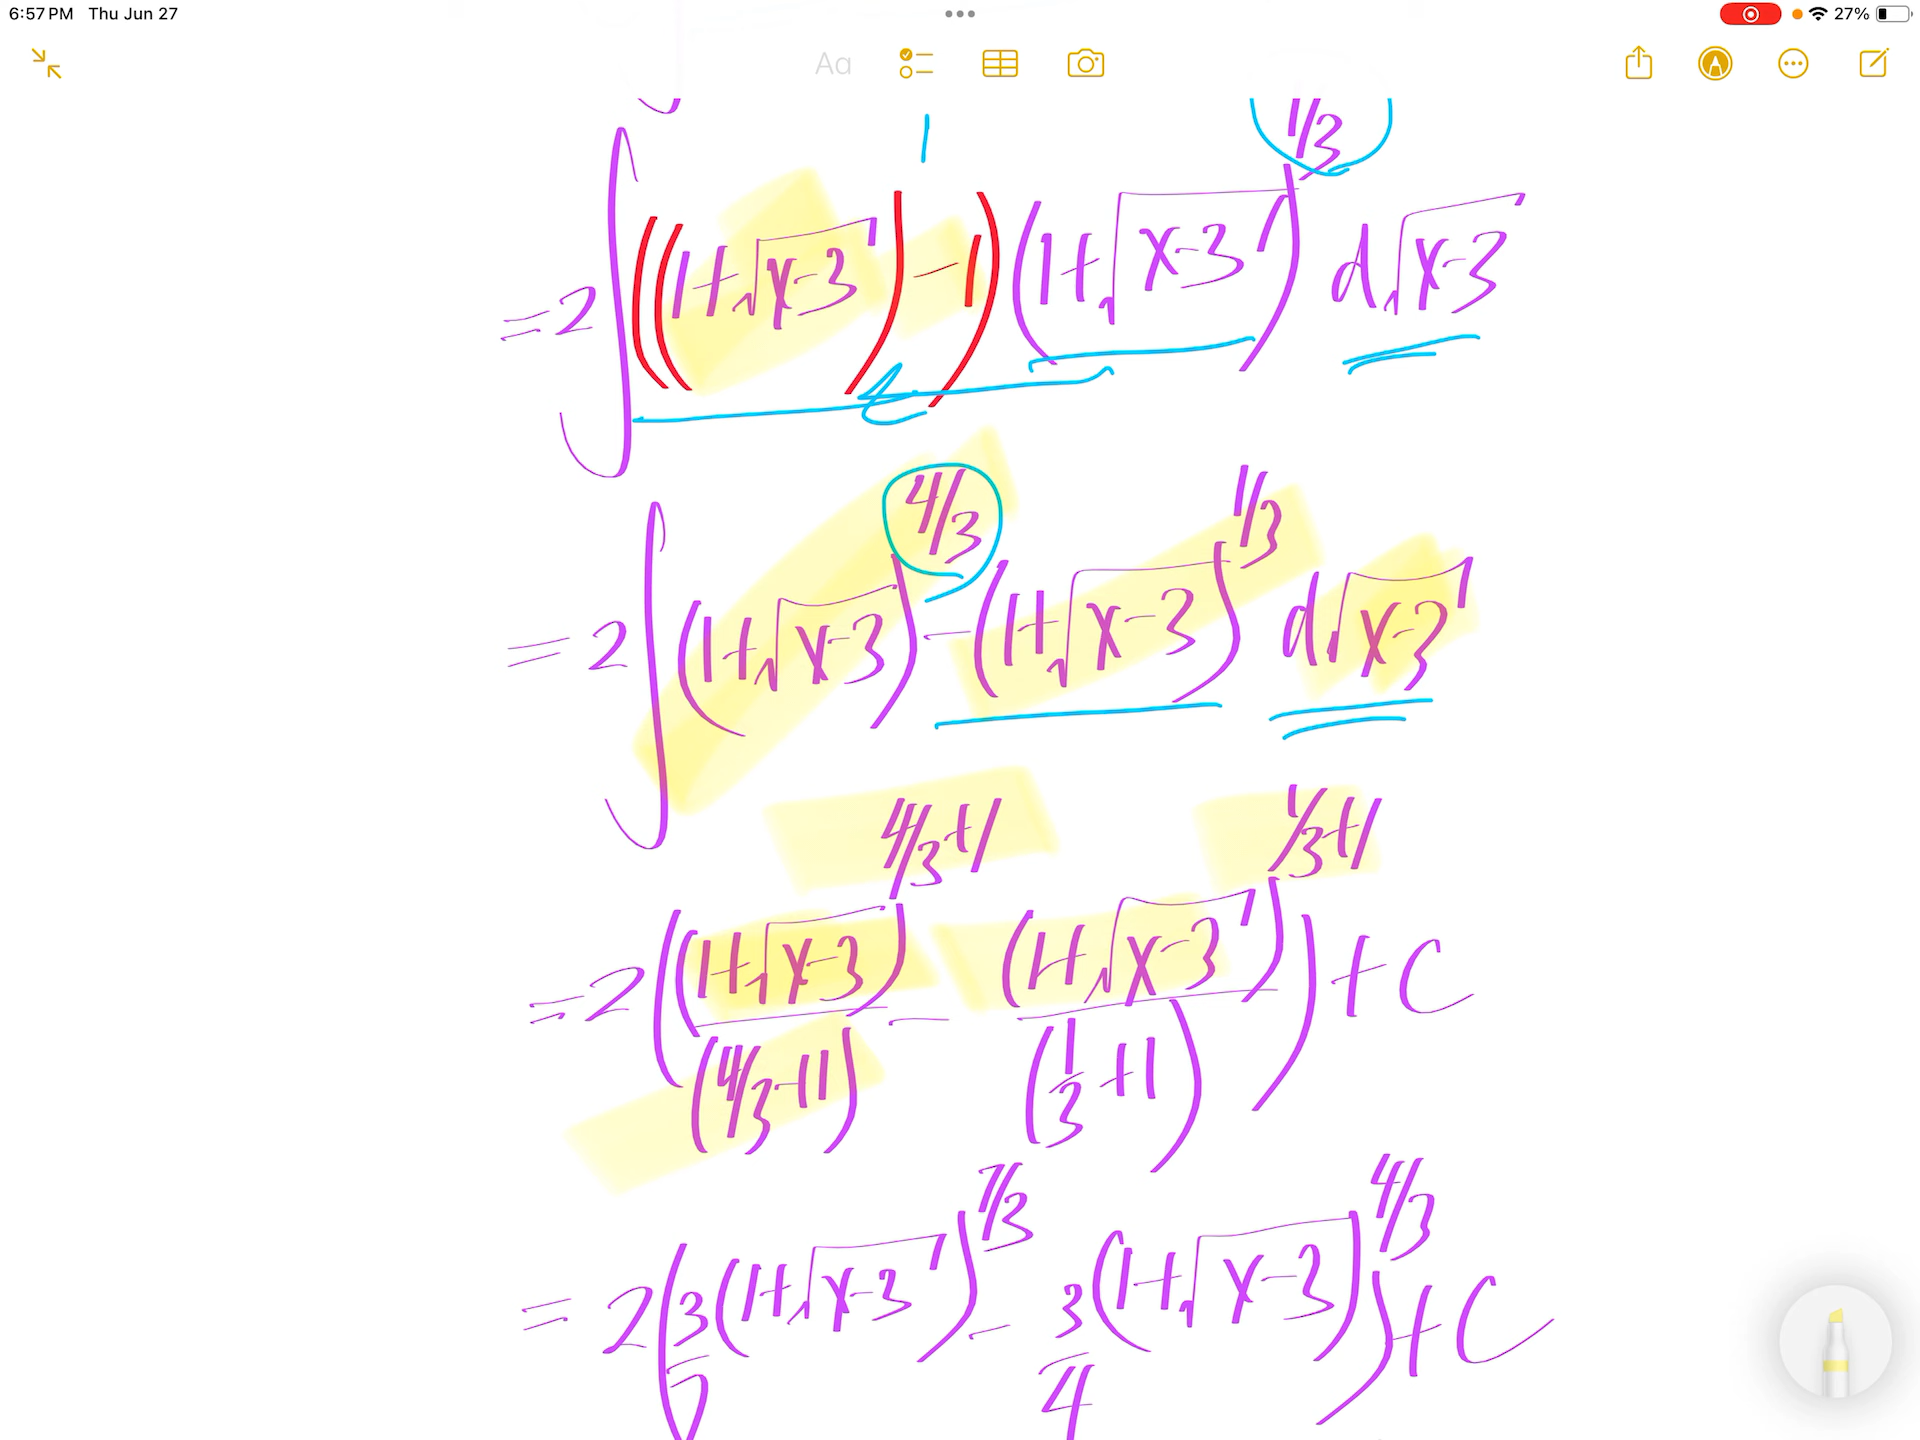 6:57 PM Thu Jun 27
27%
Aa
1
= 2 ∫ ((1+√(x-3)) - 1) (1+√(x-3))^(1/3) d√(x-3)
1
= 2 ∫ (1+√(x-3))^(4/3) - (1+√(x-3))^(1/3) d√(x-3)
= 2 ( (1+√(x-3))^(4/3+1) / (4/3+1) - (1+√(x-3))^(1/3+1) / (1/3+1) ) + C
= 2 ( 3/7 (1+√(x-3))^(7/3) - 3/4 (1+√(x-3))^(4/3) ) + C